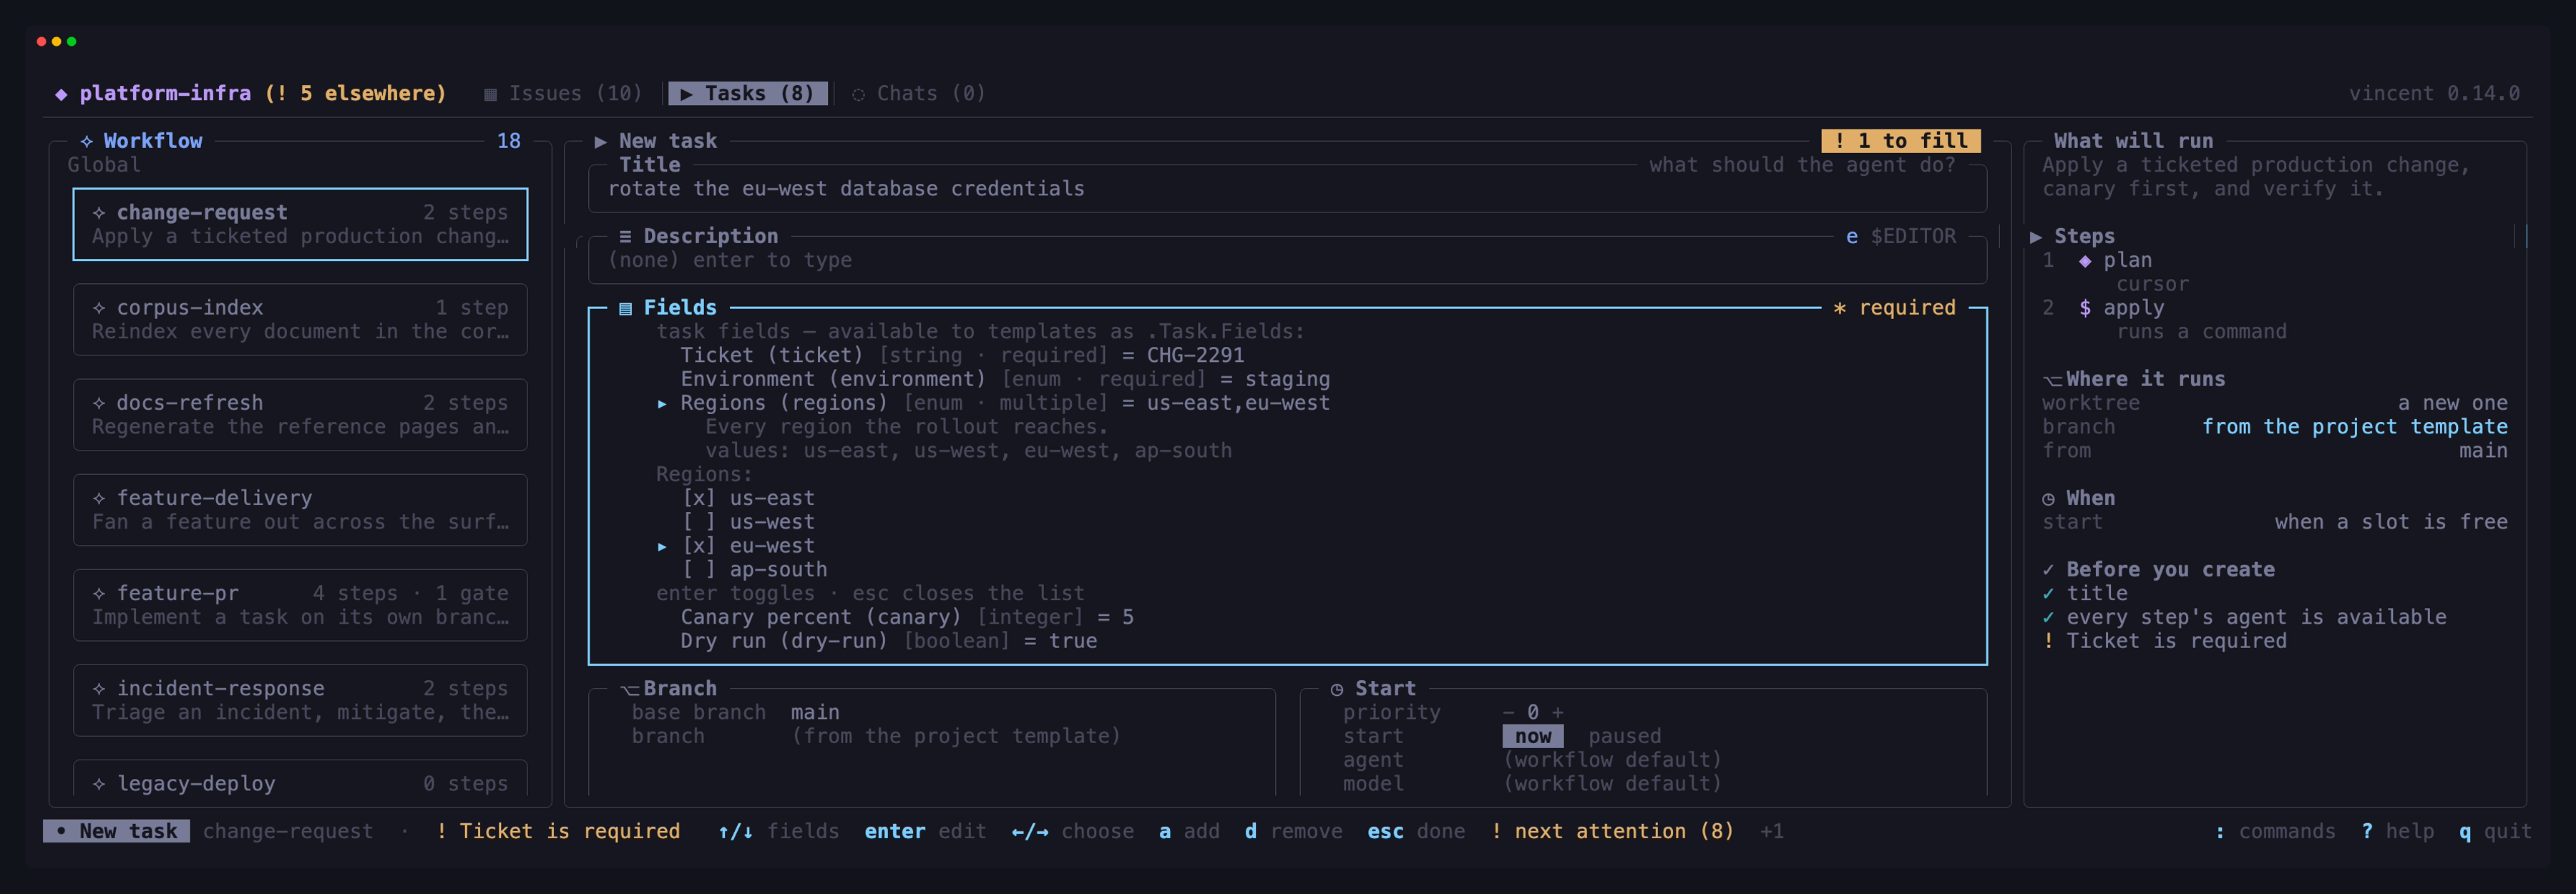 ◆ platform-infra (! 5 elsewhere) ▦ Issues (10) ▶ Tasks (8) ◌ Chats (0) vincent 0.14.0
✧ Workflow 18
Global
✧ change-request 2 steps
Apply a ticketed production chang…
✧ corpus-index 1 step
Reindex every document in the cor…
✧ docs-refresh 2 steps
Regenerate the reference pages an…
✧ feature-delivery
Fan a feature out across the surf…
✧ feature-pr 4 steps · 1 gate
Implement a task on its own branc…
✧ incident-response 2 steps
Triage an incident, mitigate, the…
✧ legacy-deploy 0 steps
▶ New task ! 1 to fill
Title what should the agent do?
rotate the eu-west database credentials
≡ Description e $EDITOR
(none) enter to type
▤ Fields * required
task fields — available to templates as .Task.Fields:
Ticket (ticket) [string · required] = CHG-2291
Environment (environment) [enum · required] = staging
▸ Regions (regions) [enum · multiple] = us-east,eu-west
Every region the rollout reaches.
values: us-east, us-west, eu-west, ap-south
Regions:
[x] us-east
[ ] us-west
▸ [x] eu-west
[ ] ap-south
enter toggles · esc closes the list
Canary percent (canary) [integer] = 5
Dry run (dry-run) [boolean] = true
⌥ Branch
base branch main
branch (from the project template)
◷ Start
priority − 0 +
start now paused
agent (workflow default)
model (workflow default)
What will run
Apply a ticketed production change,
canary first, and verify it.
▶ Steps
1 ◆ plan
cursor
2 $ apply
runs a command
⌥ Where it runs
worktree a new one
branch from the project template
from main
◷ When
start when a slot is free
✓ Before you create
✓ title
✓ every step's agent is available
! Ticket is required
• New task change-request · ! Ticket is required ↑/↓ fields enter edit ←/→ choose a add d remove esc done ! next attention (8) +1 : commands ? help q quit